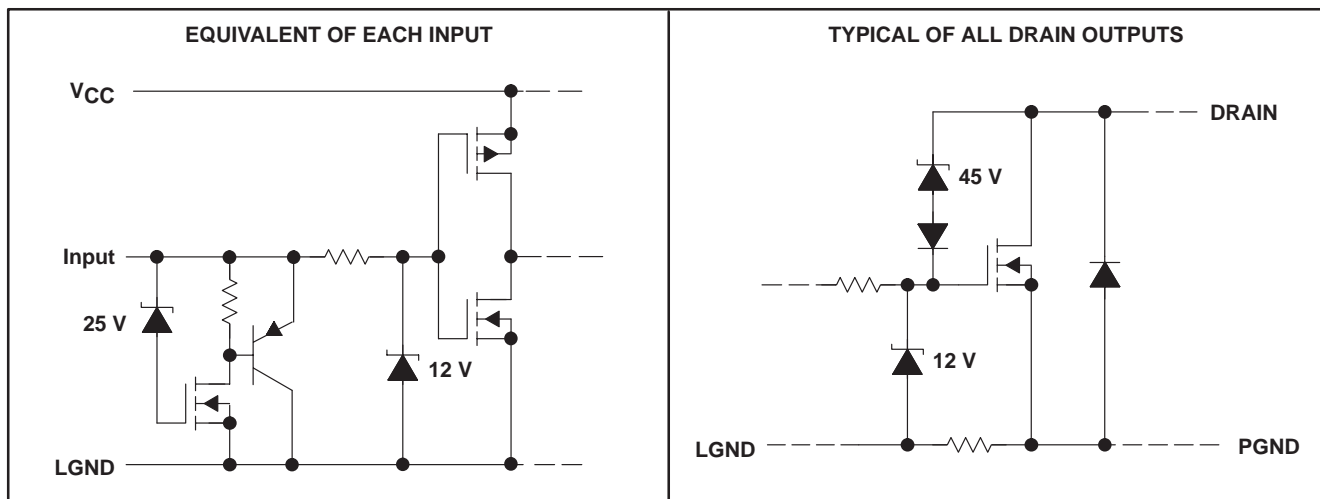 EQUIVALENT OF EACH INPUT
VCC
Input
25 V
12 V
LGND
TYPICAL OF ALL DRAIN OUTPUTS
DRAIN
45 V
12 V
LGND
PGND